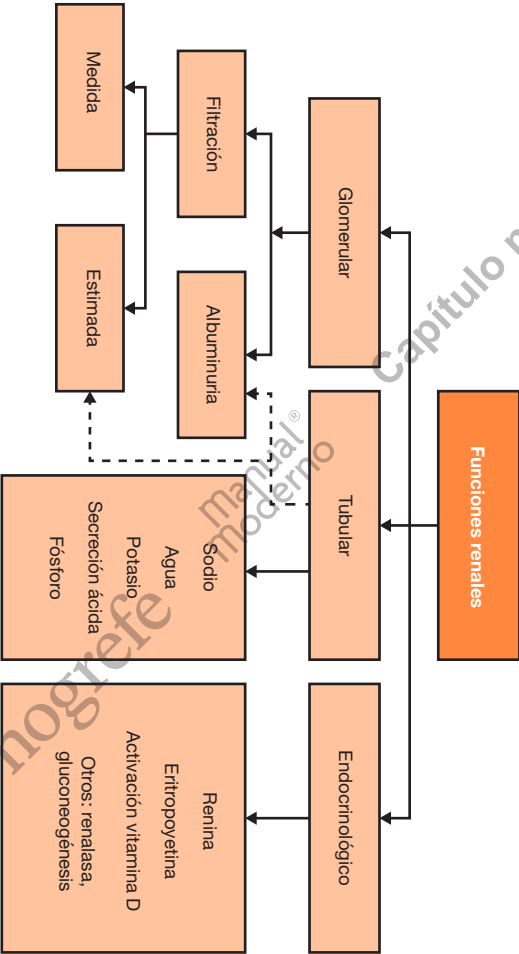 Funciones renales
Glomerular
Tubular
Endocrinológico
Filtración
Albuminuria
Medida
Estimada
Sodio
Agua
Potasio
Secreción ácida
Fósforo
Renina
Eritropoyetina
Activación vitamina D
Otros: renalasa,
gluconeogénesis
Capítulo
manual®
moderno
hogrefe